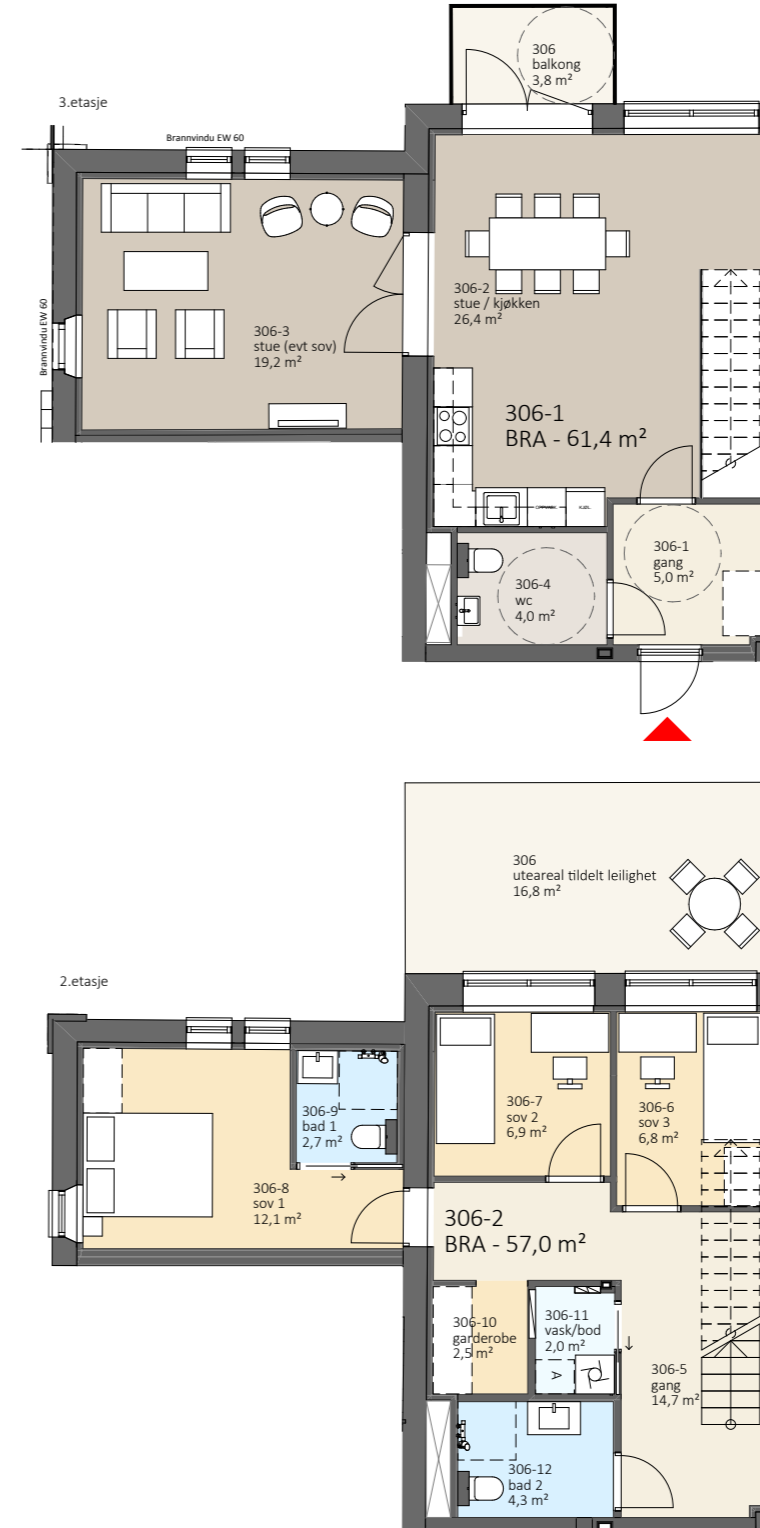 306
balkong
3,8 m²
3.etasje
Brannvindu EW 60
Brannvindu EW 60
306-2
stue / kjøkken
26,4 m²
306-3
stue (evt sov)
19,2 m²
306-1
BRA - 61,4 m²
306-1
gang
5,0 m²
306-4
wc
4,0 m²
306
uteareal tildelt leilighet
16,8 m²
2.etasje
306-9
bad 1
2,7 m²
306-7
sov 2
6,9 m²
306-6
sov 3
6,8 m²
306-8
sov 1
12,1 m²
306-2
BRA - 57,0 m²
306-10
garderobe
2,5 m²
306-11
vask/bod
2,0 m²
A
306-5
gang
14,7 m²
306-12
bad 2
4,3 m²